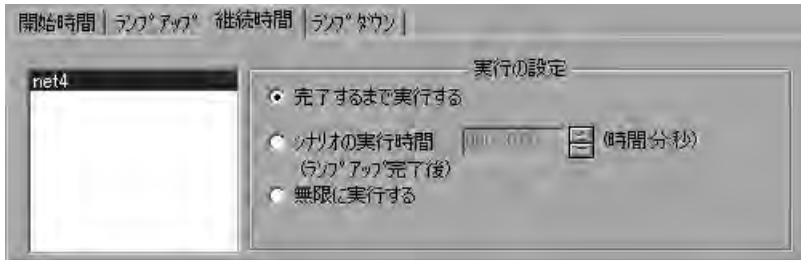 開始時間 ランプアップ 継続時間 ランプダウン
net4
実行の設定
完了するまで実行する
シナリオの実行時間 (時間:分:秒)
(ランプアップ完了後)
無限に実行する